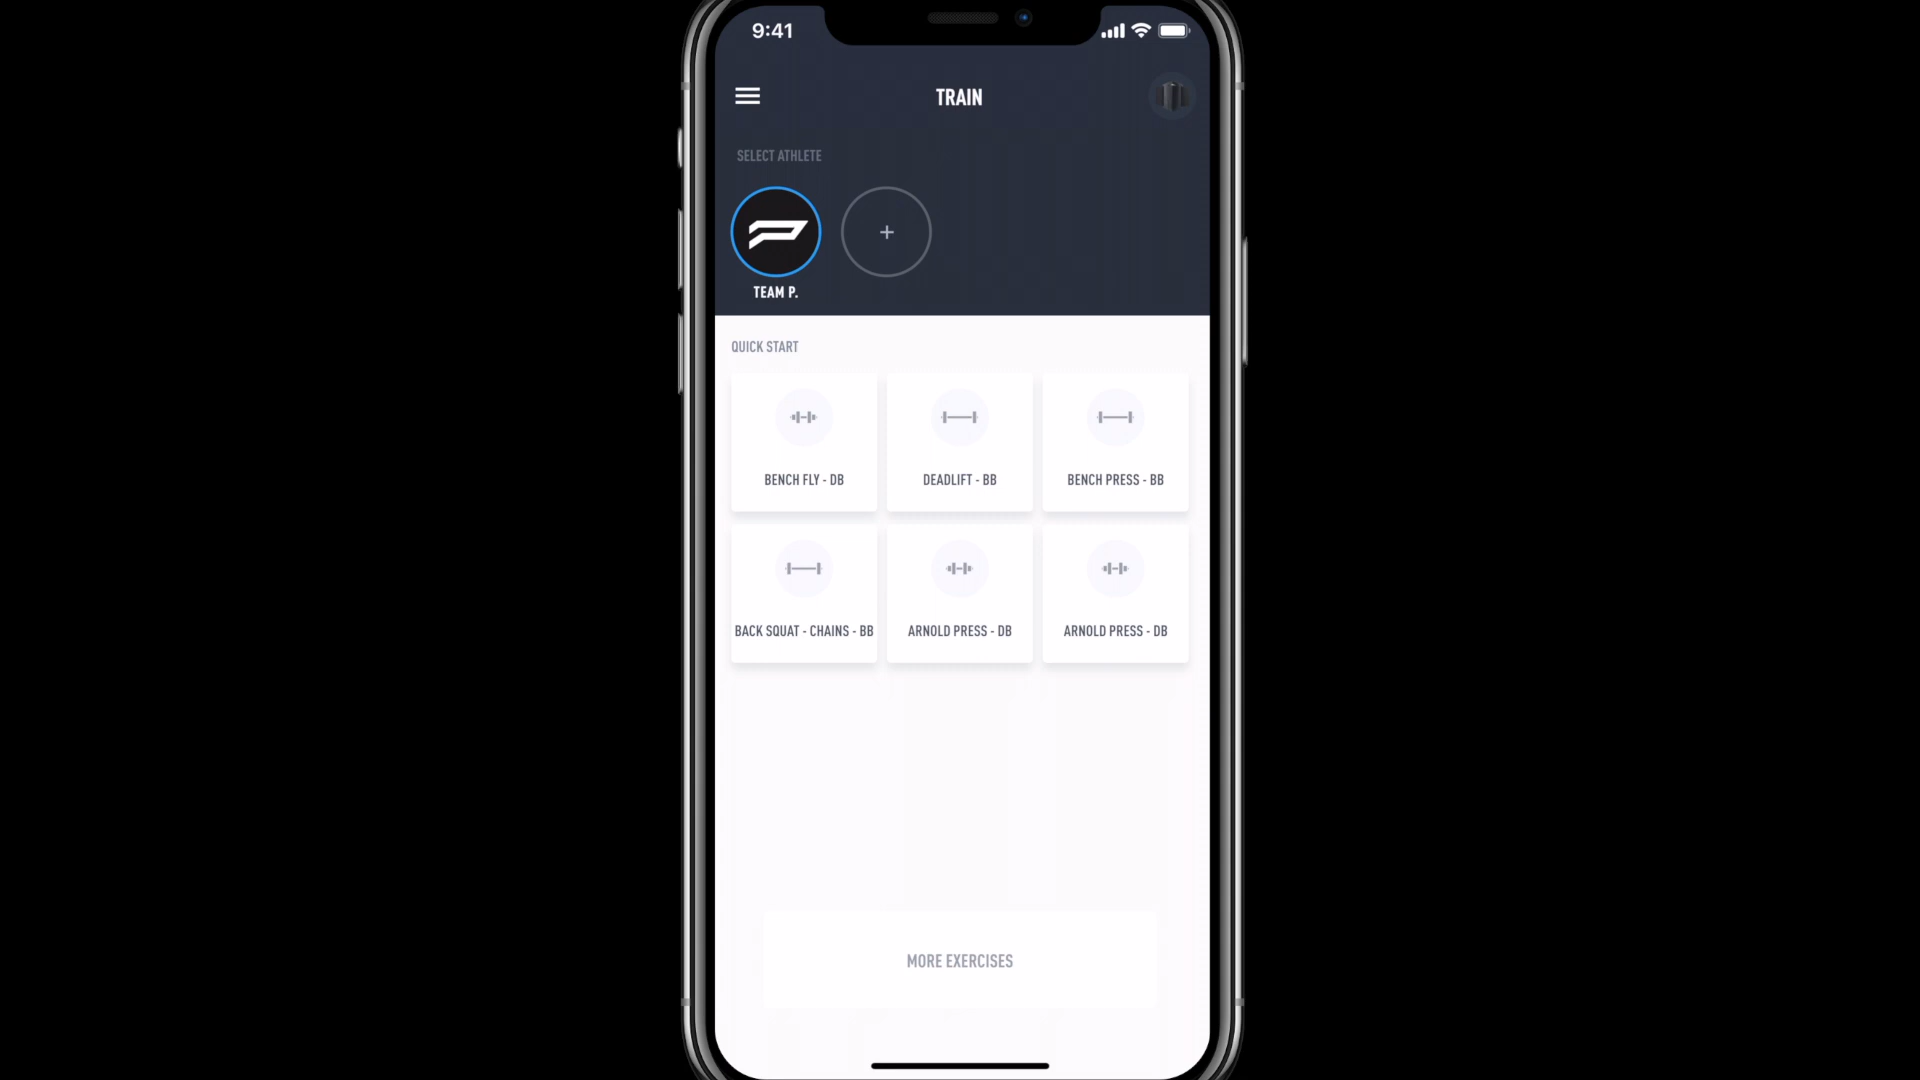 9:41
TRAIN
SELECT ATHLETE
+
TEAM P.
QUICK START
BENCH FLY - DB
DEADLIFT - BB
BENCH PRESS - BB
BACK SQUAT - CHAINS - BB
ARNOLD PRESS - DB
ARNOLD PRESS - DB
MORE EXERCISES